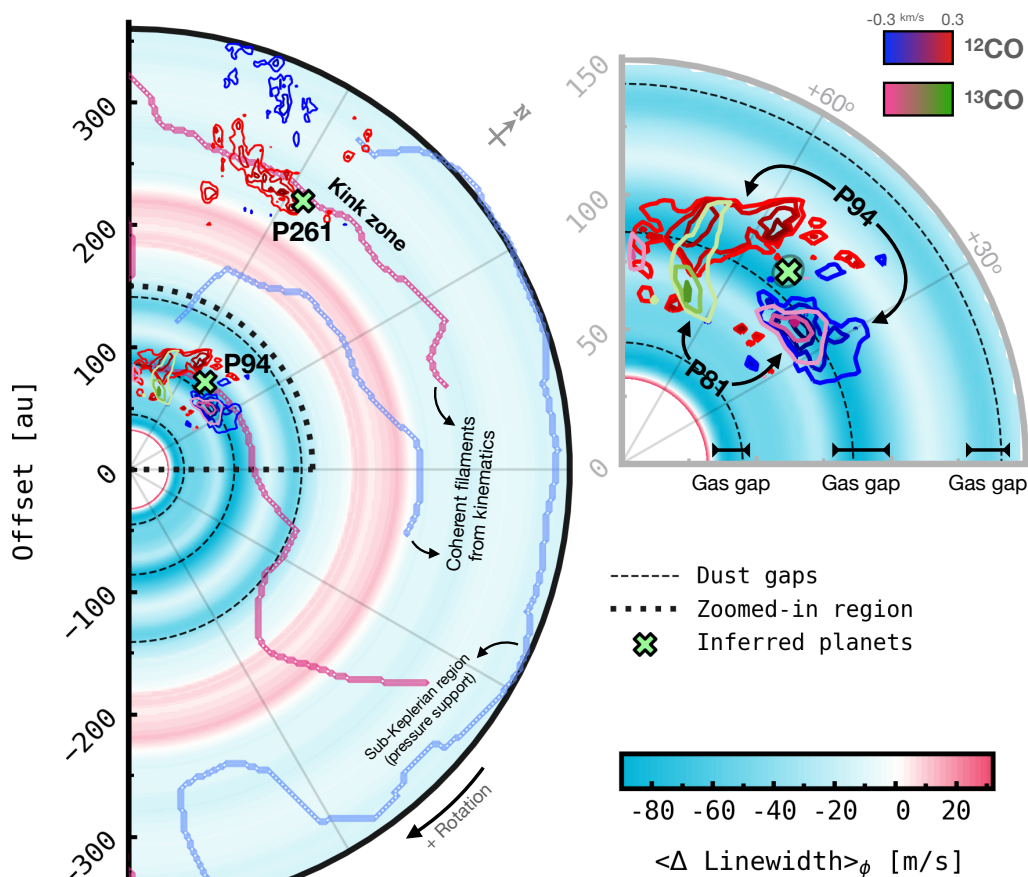 -0.3 km/s 0.3
¹²CO
¹³CO
Offset [au]
300
200
100
0
-100
-200
-300
N
Kink zone
P261
P94
Coherent filaments
from kinematics
Sub-Keplerian region
(pressure support)
+ Rotation
150
100
50
0
+60º
+30º
P94
P81
Gas gap
Gas gap
Gas gap
Dust gaps
Zoomed-in region
Inferred planets
-80 -60 -40 -20 0 20
<Δ Linewidth>ϕ [m/s]